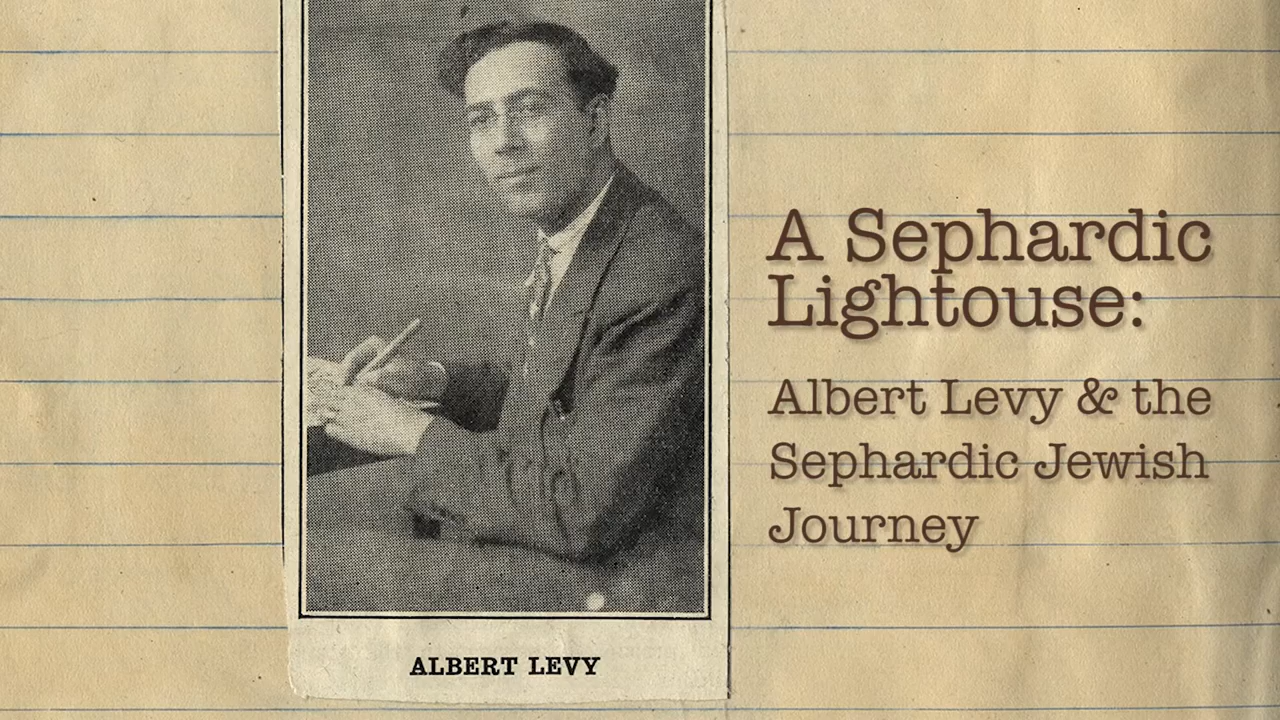 A Sephardic
Lightouse:
Albert Levy & the
Sephardic Jewish
Journey
ALBERT LEVY